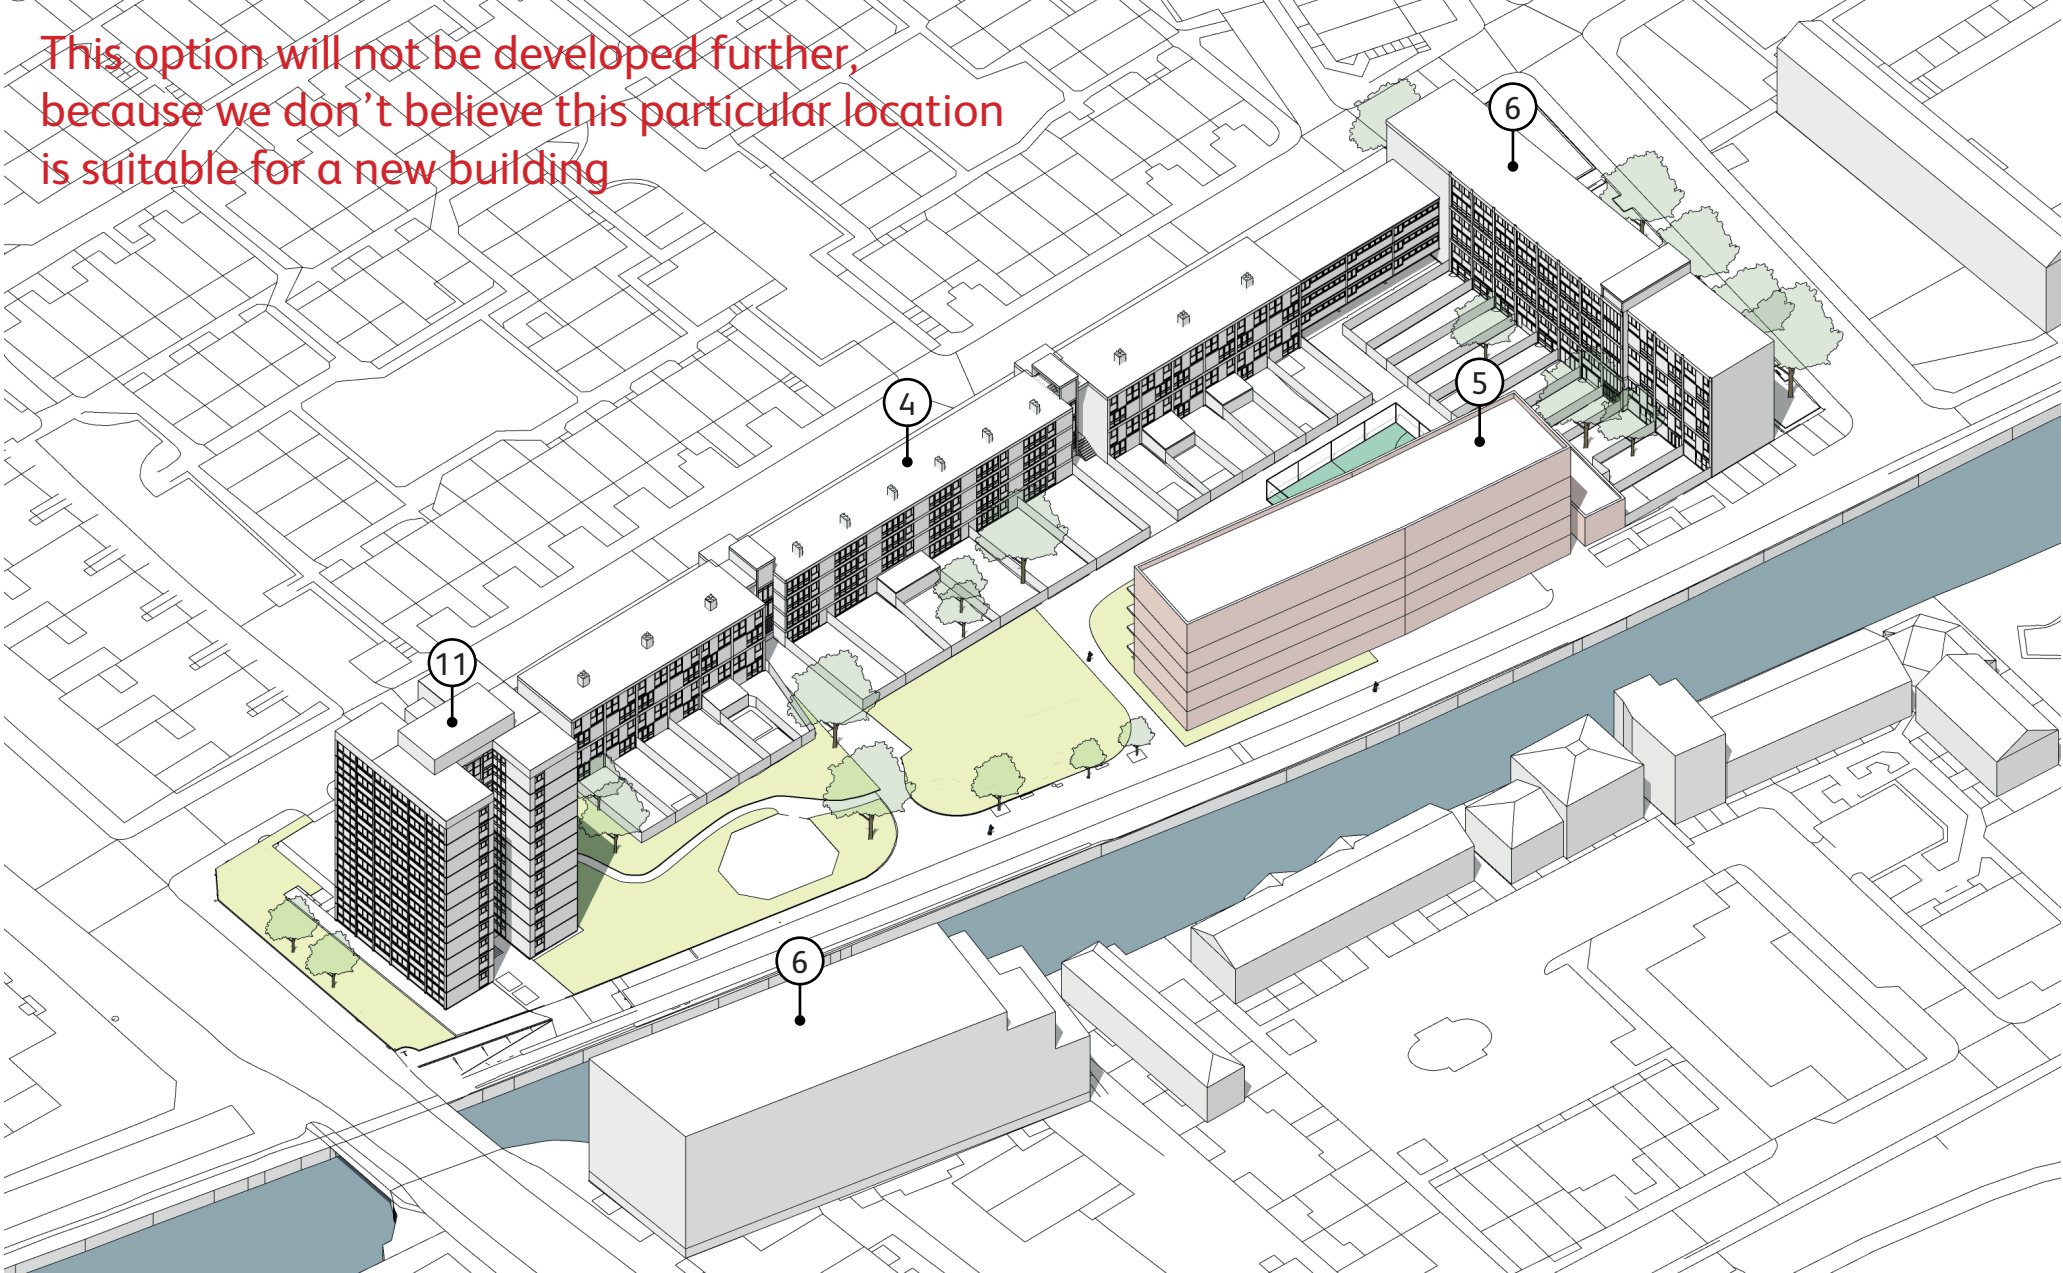 This option will not be developed further,
because we don’t believe this particular location
is suitable for a new building
6
5
4
11
6